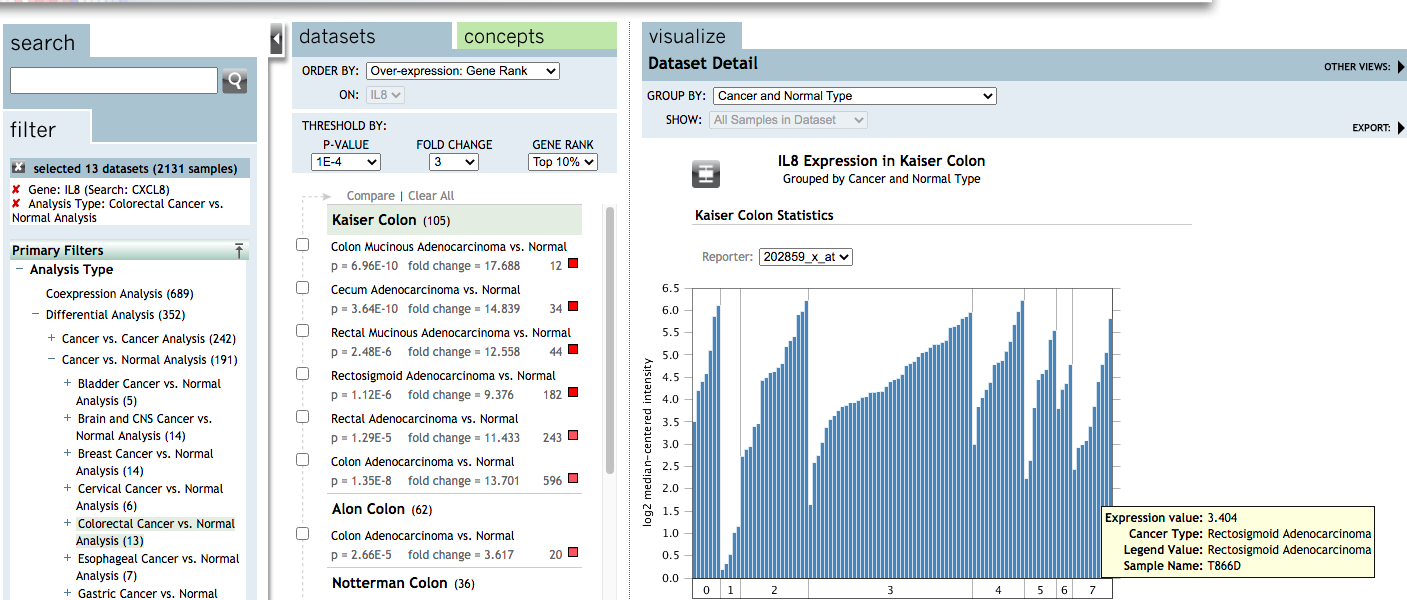 search
filter
selected 13 datasets (2131 samples)
Gene: IL8 (Search: CXCL8)
Analysis Type: Colorectal Cancer vs.
Normal Analysis
Primary Filters
Analysis Type
Coexpression Analysis (689)
Differential Analysis (352)
Cancer vs. Cancer Analysis (242)
Cancer vs. Normal Analysis (191)
Bladder Cancer vs. Normal
Analysis (5)
Brain and CNS Cancer vs.
Normal Analysis (14)
Breast Cancer vs. Normal
Analysis (14)
Cervical Cancer vs. Normal
Analysis (6)
Colorectal Cancer vs. Normal
Analysis (13)
Esophageal Cancer vs. Normal
Analysis (7)
Gastric Cancer vs. Normal
datasets
concepts
ORDER BY: Over-expression: Gene Rank
ON: IL8
THRESHOLD BY:
P-VALUE FOLD CHANGE GENE RANK
1E-4 3 Top 10%
Compare | Clear All
Kaiser Colon (105)
Colon Mucinous Adenocarcinoma vs. Normal
p = 6.96E-10 fold change = 17.688 12
Cecum Adenocarcinoma vs. Normal
p = 3.64E-10 fold change = 14.839 34
Rectal Mucinous Adenocarcinoma vs. Normal
p = 2.48E-6 fold change = 12.558 44
Rectosigmoid Adenocarcinoma vs. Normal
p = 1.12E-6 fold change = 9.376 182
Rectal Adenocarcinoma vs. Normal
p = 1.29E-5 fold change = 11.433 243
Colon Adenocarcinoma vs. Normal
p = 1.35E-8 fold change = 13.701 596
Alon Colon (62)
Colon Adenocarcinoma vs. Normal
p = 2.66E-5 fold change = 3.617 20
Notterman Colon (36)
visualize
Dataset Detail
OTHER VIEWS:
GROUP BY: Cancer and Normal Type
SHOW: All Samples in Dataset
EXPORT:
IL8 Expression in Kaiser Colon
Grouped by Cancer and Normal Type
Kaiser Colon Statistics
Reporter: 202859_x_at
log2 median-centered intensity
6.5
6.0
5.5
5.0
4.5
4.0
3.5
3.0
2.5
2.0
1.5
1.0
0.5
0.0
0 1 2 3 4 5 6 7
Expression value: 3.404
Cancer Type: Rectosigmoid Adenocarcinoma
Legend Value: Rectosigmoid Adenocarcinoma
Sample Name: T866D